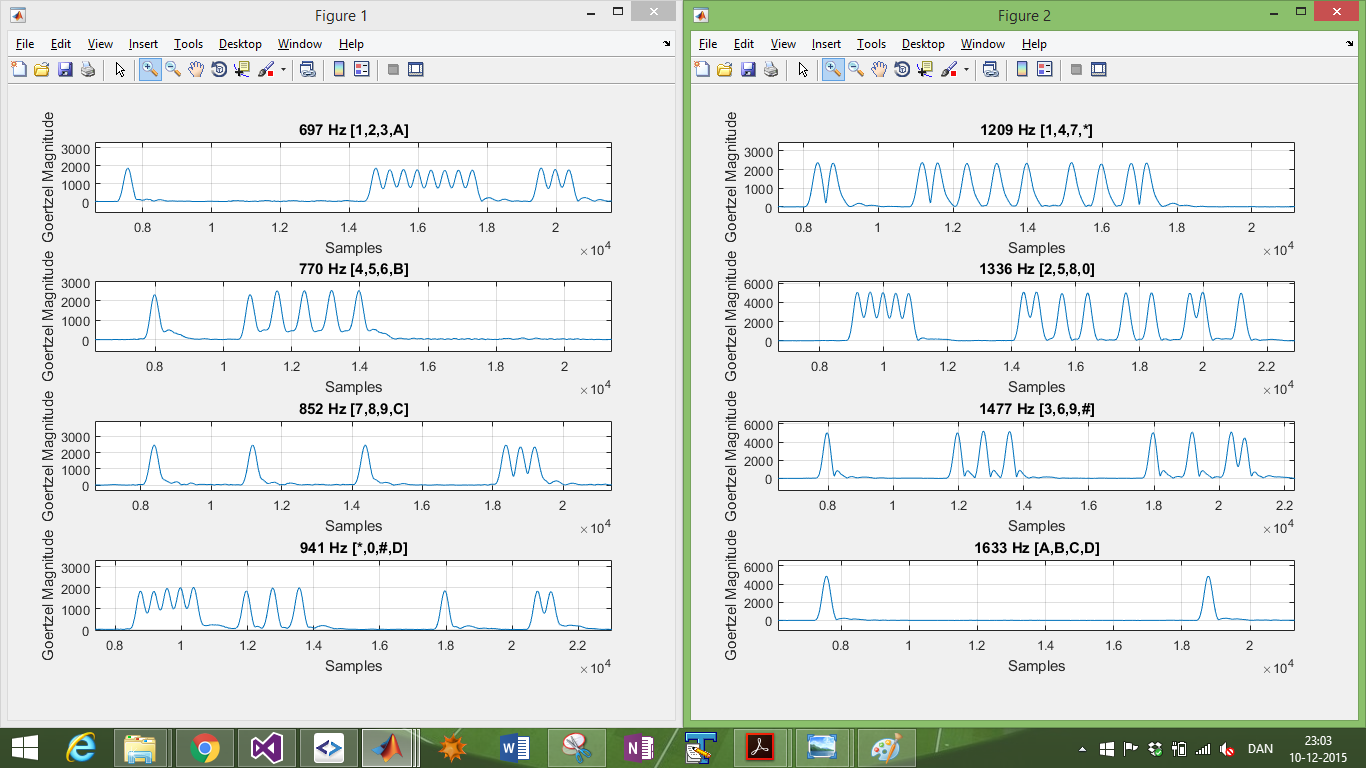 Figure 1
File Edit View Insert Tools Desktop Window Help
697 Hz [1,2,3,A]
Goertzel Magnitude
3000
2000
1000
0
0.8 1 1.2 1.4 1.6 1.8 2
Samples
×10^4
770 Hz [4,5,6,B]
Goertzel Magnitude
3000
2000
1000
0
0.8 1 1.2 1.4 1.6 1.8 2
Samples
×10^4
852 Hz [7,8,9,C]
Goertzel Magnitude
3000
2000
1000
0
0.8 1 1.2 1.4 1.6 1.8 2
Samples
×10^4
941 Hz [*,0,#,D]
Goertzel Magnitude
3000
2000
1000
0
0.8 1 1.2 1.4 1.6 1.8 2 2.2
Samples
×10^4
Figure 2
File Edit View Insert Tools Desktop Window Help
1209 Hz [1,4,7,*]
Goertzel Magnitude
3000
2000
1000
0
0.8 1 1.2 1.4 1.6 1.8 2
Samples
×10^4
1336 Hz [2,5,8,0]
Goertzel Magnitude
6000
4000
2000
0
0.8 1 1.2 1.4 1.6 1.8 2 2.2
Samples
×10^4
1477 Hz [3,6,9,#]
Goertzel Magnitude
6000
4000
2000
0
0.8 1 1.2 1.4 1.6 1.8 2 2.2
Samples
×10^4
1633 Hz [A,B,C,D]
Goertzel Magnitude
6000
4000
2000
0
0.8 1 1.2 1.4 1.6 1.8 2
Samples
×10^4
DAN
23:03
10-12-2015